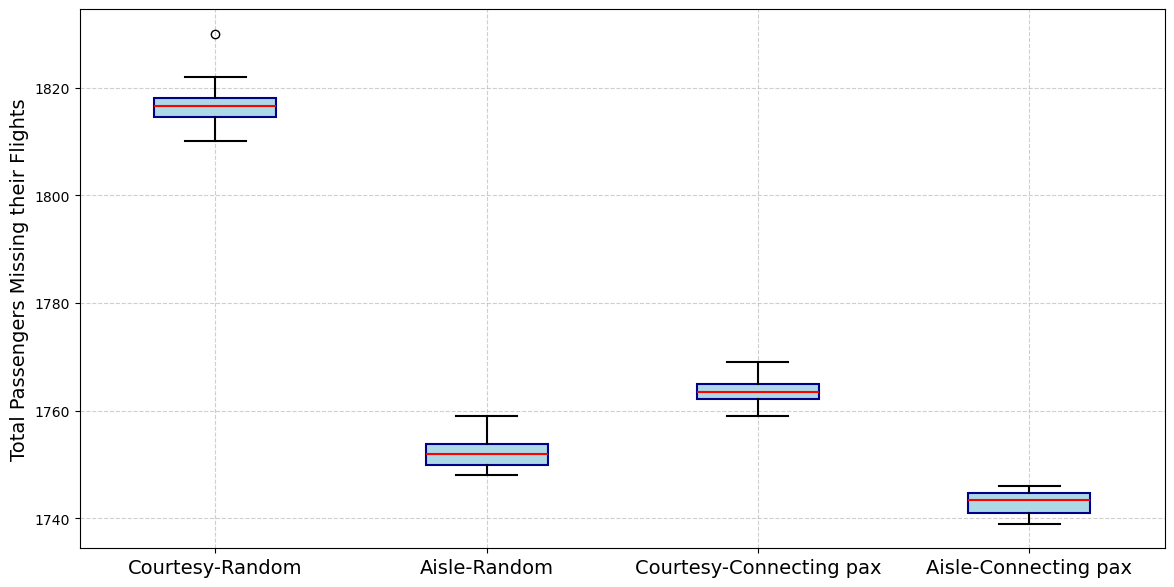 Total Passengers Missing their Flights
1820
1800
1780
1760
1740
Courtesy-Random
Aisle-Random
Courtesy-Connecting pax
Aisle-Connecting pax